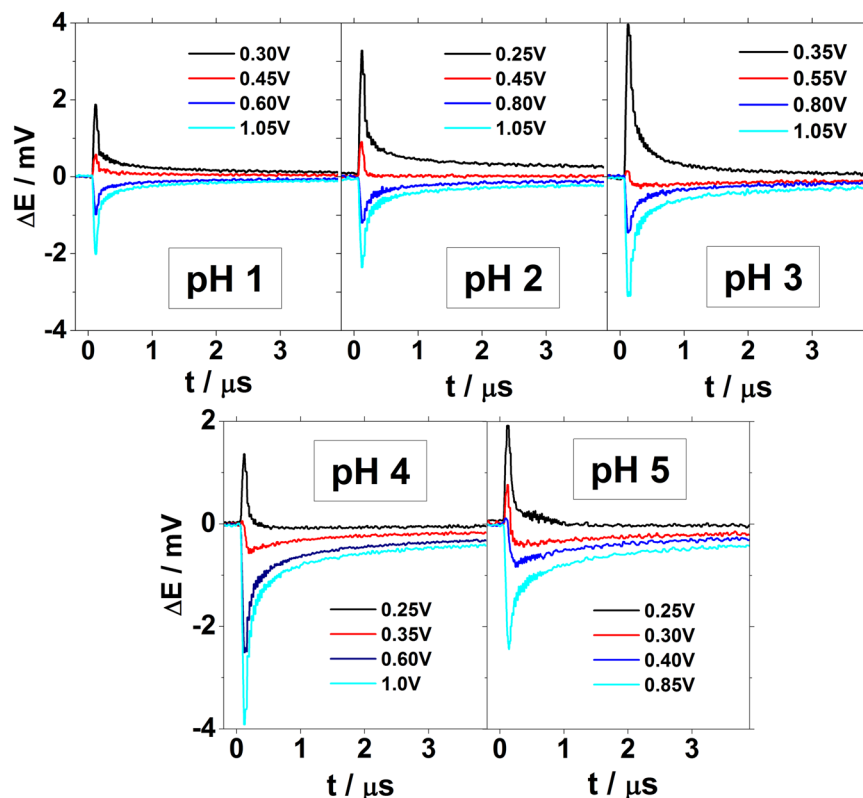 4
2
0
-2
-4
ΔE / mV
0.30V
0.45V
0.60V
1.05V
pH 1
0 1 2 3
t / μs
0.25V
0.45V
0.80V
1.05V
pH 2
0 1 2 3
t / μs
0.35V
0.55V
0.80V
1.05V
pH 3
0 1 2 3
t / μs
2
0
-2
-4
ΔE / mV
pH 4
0.25V
0.35V
0.60V
1.0V
0 1 2 3
t / μs
pH 5
0.25V
0.30V
0.40V
0.85V
0 1 2 3
t / μs